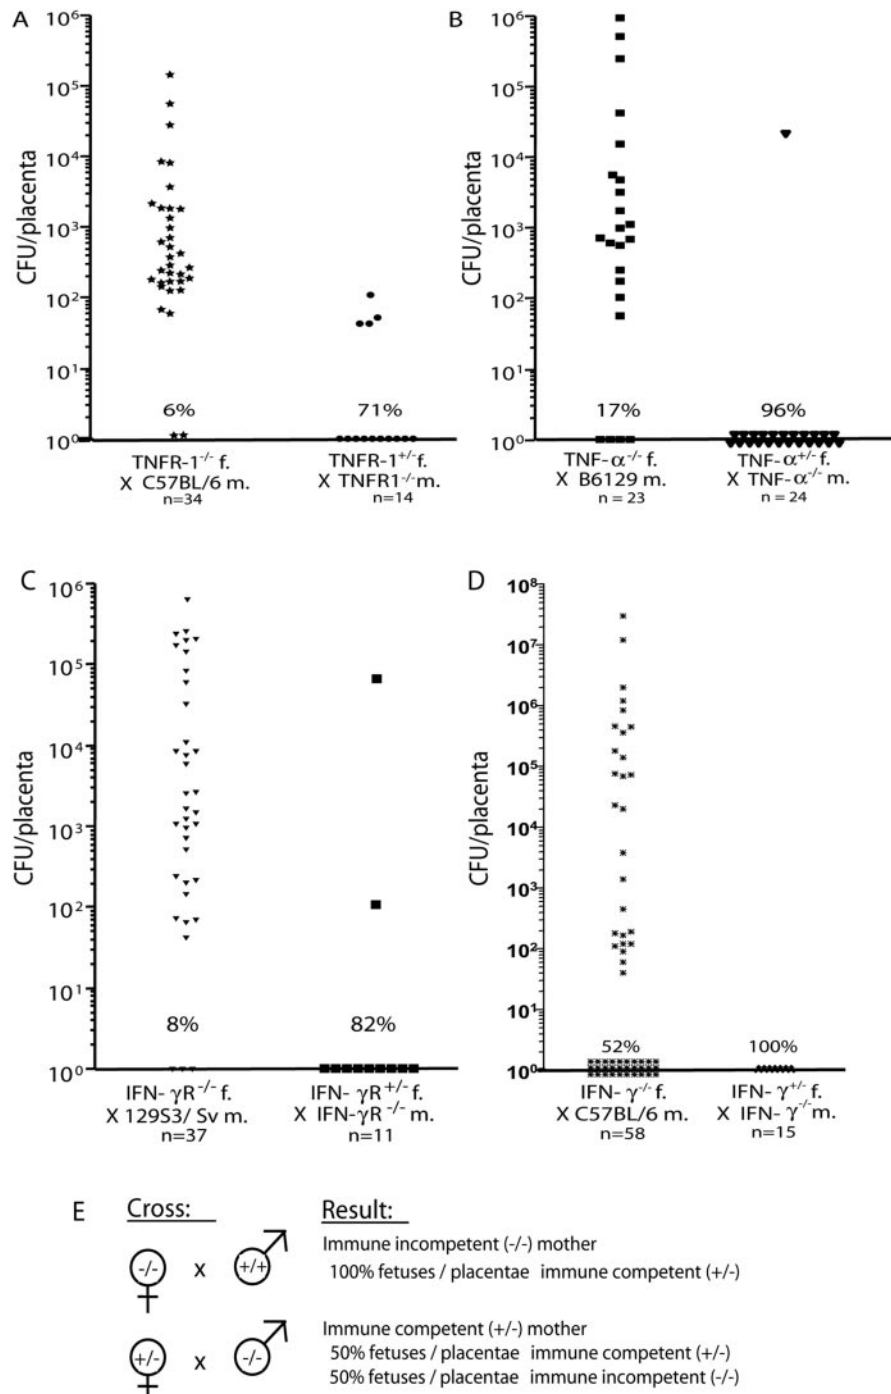 A
CFU/placenta
10⁶
10⁵
10⁴
10³
10²
10¹
10⁰
6%
71%
TNFR-1-/- f.
X C57BL/6 m.
n=34
TNFR-1+/- f.
X TNFR1-/- m.
n=14
B
CFU/placenta
10⁶
10⁵
10⁴
10³
10²
10¹
10⁰
17%
96%
TNF-α-/- f.
X B6129 m.
n = 23
TNF-α+/- f.
X TNF-α-/- m.
n = 24
C
CFU/placenta
10⁶
10⁵
10⁴
10³
10²
10¹
10⁰
8%
82%
IFN- γR-/- f.
X 129S3/ Sv m.
n=37
IFN- γR+/- f.
X IFN-γR-/- m.
n=11
D
CFU/placenta
10⁸
10⁷
10⁶
10⁵
10⁴
10³
10²
10¹
10⁰
52%
100%
IFN- γ-/- f.
X C57BL/6 m.
n=58
IFN- γ+/- f.
X IFN- γ-/- m.
n=15
E
Cross:
Result:
-/- x +/+
Immune incompetent (-/-) mother
100% fetuses / placentae immune competent (+/-)
+/- x -/-
Immune competent (+/-) mother
50% fetuses / placentae immune competent (+/-)
50% fetuses / placentae immune incompetent (-/-)